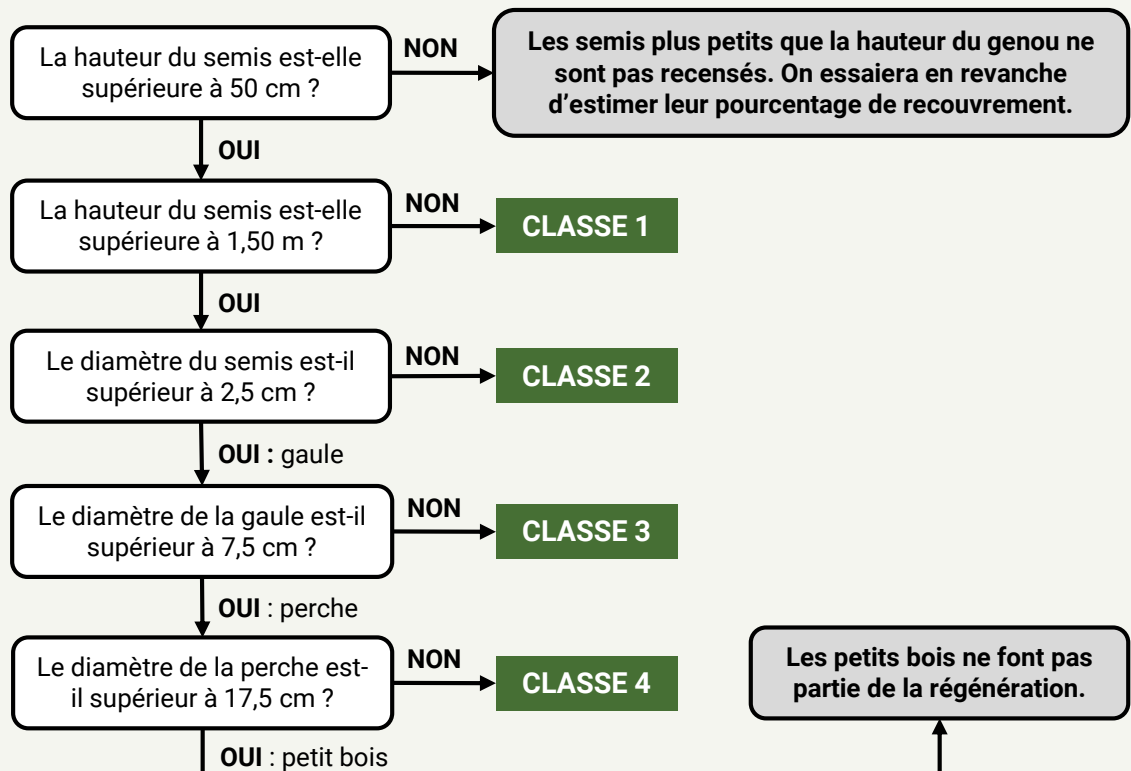 La hauteur du semis est-elle
supérieure à 50 cm ?
NON
Les semis plus petits que la hauteur du genou ne
sont pas recensés. On essaiera en revanche
d’estimer leur pourcentage de recouvrement.
OUI
La hauteur du semis est-elle
supérieure à 1,50 m ?
NON
CLASSE 1
OUI
Le diamètre du semis est-il
supérieur à 2,5 cm ?
NON
CLASSE 2
OUI : gaule
Le diamètre de la gaule est-il
supérieur à 7,5 cm ?
NON
CLASSE 3
OUI : perche
Le diamètre de la perche est-
il supérieur à 17,5 cm ?
NON
CLASSE 4
Les petits bois ne font pas
partie de la régénération.
OUI : petit bois